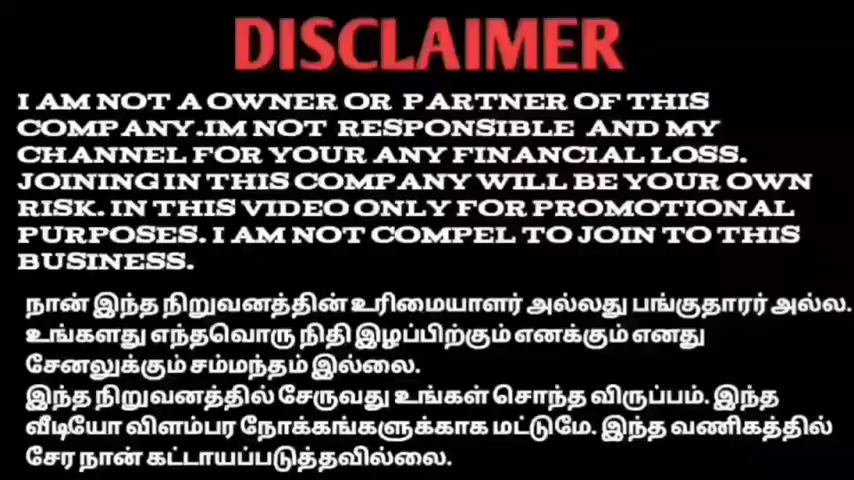 DISCLAIMER
I AM NOT A OWNER OR PARTNER OF THIS
COMPANY.IM NOT RESPONSIBLE AND MY
CHANNEL FOR YOUR ANY FINANCIAL LOSS.
JOINING IN THIS COMPANY WILL BE YOUR OWN
RISK. IN THIS VIDEO ONLY FOR PROMOTIONAL
PURPOSES. I AM NOT COMPEL TO JOIN TO THIS
BUSINESS.
நான் இந்த நிறுவனத்தின் உரிமையாளர் அல்லது பங்குதாரர் அல்ல.
உங்களது எந்தவொரு நிதி இழப்பிற்கும் எனக்கும் எனது
சேனலுக்கும் சம்மந்தம் இல்லை.
இந்த நிறுவனத்தில் சேருவது உங்கள் சொந்த விருப்பம். இந்த
வீடியோ விளம்பர நோக்கங்களுக்காக மட்டுமே. இந்த வணிகத்தில்
சேர நான் கட்டாயப்படுத்தவில்லை.